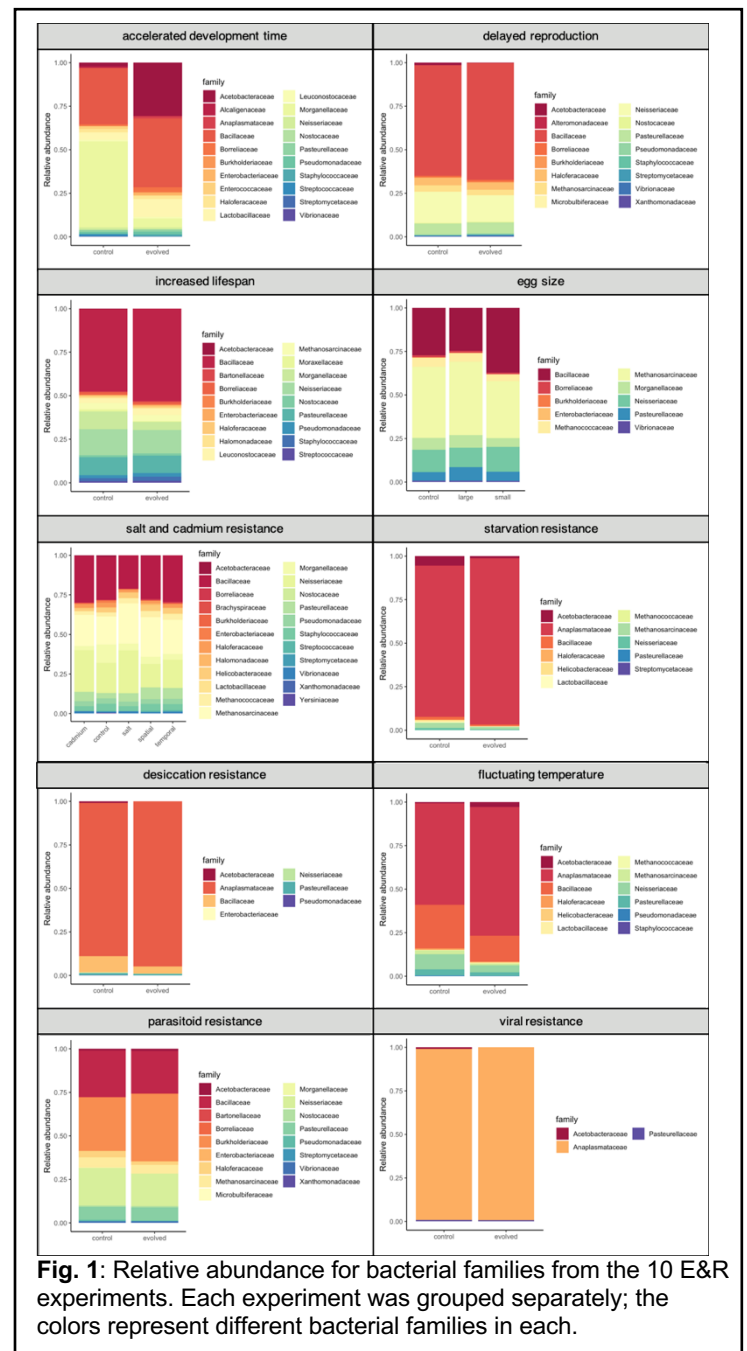 accelerated development time
1.00
0.75
0.50
0.25
0.00
Relative abundance
control
evolved
family
Acetobacteraceae
Alcaligenaceae
Anaplasmataceae
Bacillaceae
Borreliaceae
Burkholderiaceae
Enterobacteriaceae
Enterococcaceae
Haloferacaceae
Lactobacillaceae
Leuconostocaceae
Morganellaceae
Neisseriaceae
Nostocaceae
Pasteurellaceae
Pseudomonadaceae
Staphylococcaceae
Streptococcaceae
Streptomycetaceae
Vibrionaceae
delayed reproduction
1.00
0.75
0.50
0.25
0.00
Relative abundance
control
evolved
family
Acetobacteraceae
Alteromonadaceae
Bacillaceae
Borreliaceae
Burkholderiaceae
Haloferacaceae
Methanosarcinaceae
Microbulbiferaceae
Neisseriaceae
Nostocaceae
Pasteurellaceae
Pseudomonadaceae
Staphylococcaceae
Streptomycetaceae
Vibrionaceae
Xanthomonadaceae
increased lifespan
1.00
0.75
0.50
0.25
0.00
Relative abundance
control
evolved
family
Acetobacteraceae
Bacillaceae
Bartonellaceae
Borreliaceae
Burkholderiaceae
Enterobacteriaceae
Haloferacaceae
Halomonadaceae
Leuconostocaceae
Methanosarcinaceae
Moraxellaceae
Morganellaceae
Neisseriaceae
Nostocaceae
Pasteurellaceae
Pseudomonadaceae
Staphylococcaceae
Streptococcaceae
egg size
1.00
0.75
0.50
0.25
0.00
Relative abundance
control
large
small
family
Bacillaceae
Borreliaceae
Burkholderiaceae
Enterobacteriaceae
Methanococcaceae
Methanosarcinaceae
Morganellaceae
Neisseriaceae
Pasteurellaceae
Vibrionaceae
salt and cadmium resistance
1.00
0.75
0.50
0.25
0.00
Relative abundance
cadmium
control
salt
spatial
temporal
family
Acetobacteraceae
Bacillaceae
Borreliaceae
Brachyspiraceae
Burkholderiaceae
Enterobacteriaceae
Haloferacaceae
Halomonadaceae
Helicobacteraceae
Lactobacillaceae
Methanococcaceae
Methanosarcinaceae
Morganellaceae
Neisseriaceae
Nostocaceae
Pasteurellaceae
Pseudomonadaceae
Staphylococcaceae
Streptococcaceae
Streptomycetaceae
Vibrionaceae
Xanthomonadaceae
Yersiniaceae
starvation resistance
1.00
0.75
0.50
0.25
0.00
Relative abundance
control
evolved
family
Acetobacteraceae
Anaplasmataceae
Bacillaceae
Haloferacaceae
Helicobacteraceae
Lactobacillaceae
Methanococcaceae
Methanosarcinaceae
Neisseriaceae
Pasteurellaceae
Streptomycetaceae
desiccation resistance
1.00
0.75
0.50
0.25
0.00
Relative abundance
control
evolved
family
Acetobacteraceae
Anaplasmataceae
Bacillaceae
Enterobacteriaceae
Neisseriaceae
Pasteurellaceae
Pseudomonadaceae
fluctuating temperature
1.00
0.75
0.50
0.25
0.00
Relative abundance
control
evolved
family
Acetobacteraceae
Anaplasmataceae
Bacillaceae
Haloferacaceae
Helicobacteraceae
Lactobacillaceae
Methanococcaceae
Methanosarcinaceae
Neisseriaceae
Pasteurellaceae
Pseudomonadaceae
Staphylococcaceae
parasitoid resistance
1.00
0.75
0.50
0.25
0.00
Relative abundance
control
evolved
family
Acetobacteraceae
Bacillaceae
Bartonellaceae
Borreliaceae
Burkholderiaceae
Enterobacteriaceae
Haloferacaceae
Methanosarcinaceae
Microbulbiferaceae
Morganellaceae
Neisseriaceae
Nostocaceae
Pasteurellaceae
Pseudomonadaceae
Streptomycetaceae
Vibrionaceae
Xanthomonadaceae
viral resistance
1.00
0.75
0.50
0.25
0.00
Relative abundance
control
evolved
family
Acetobacteraceae
Anaplasmataceae
Pasteurellaceae
Fig. 1: Relative abundance for bacterial families from the 10 E&R
experiments. Each experiment was grouped separately; the
colors represent different bacterial families in each.